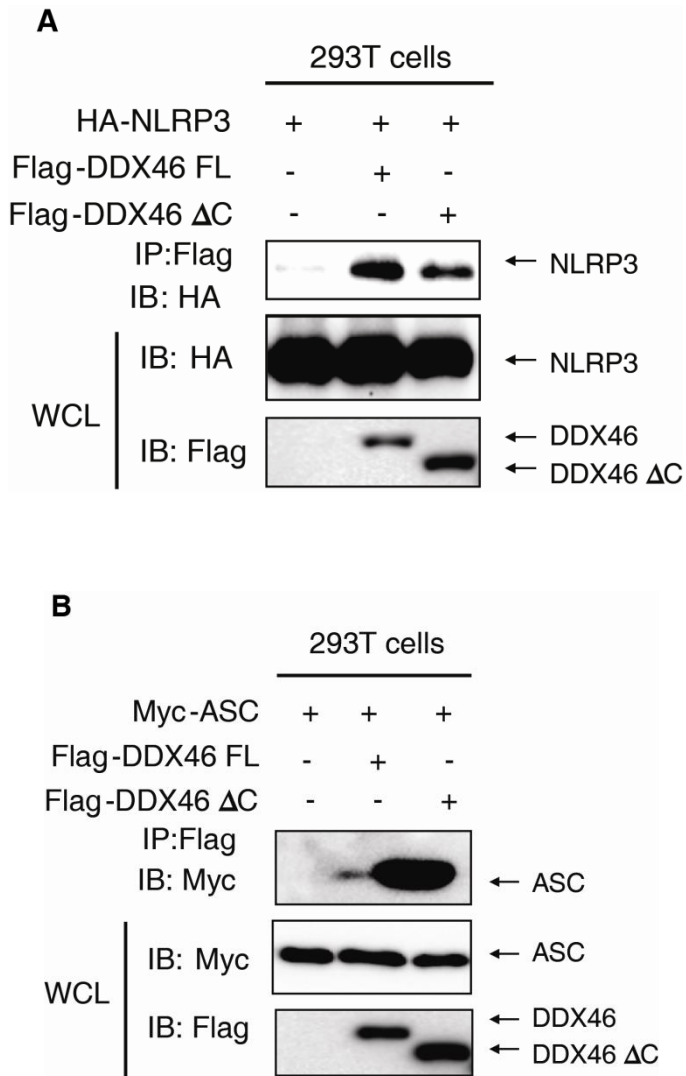 A
293T cells
HA-NLRP3 + + +
Flag-DDX46 FL - + -
Flag-DDX46 ΔC - - +
IP:Flag
IB: HA
← NLRP3
WCL
IB: HA
← NLRP3
IB: Flag
← DDX46
← DDX46 ΔC
B
293T cells
Myc-ASC + + +
Flag-DDX46 FL - + -
Flag-DDX46 ΔC - - +
IP:Flag
IB: Myc
← ASC
WCL
IB: Myc
← ASC
IB: Flag
← DDX46
← DDX46 ΔC